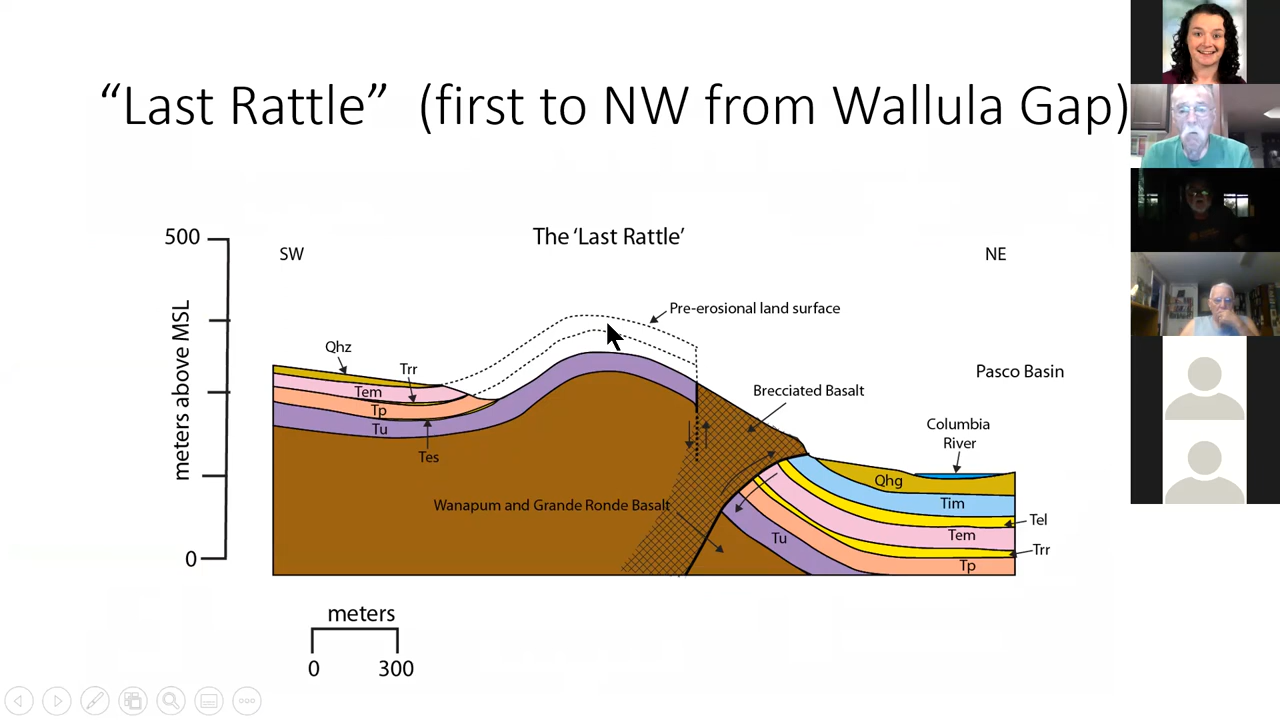 “Last Rattle” (first to NW from Wallula Gap)
The ‘Last Rattle’
500
SW
NE
Pre-erosional land surface
Qhz
Trr
Pasco Basin
Tem
Brecciated Basalt
Tp
Columbia
River
Tu
Tes
meters above MSL
Qhg
Wanapum and Grande Ronde Basalt
Tim
Tel
Tu
Tem
Trr
0
Tp
meters
0
300